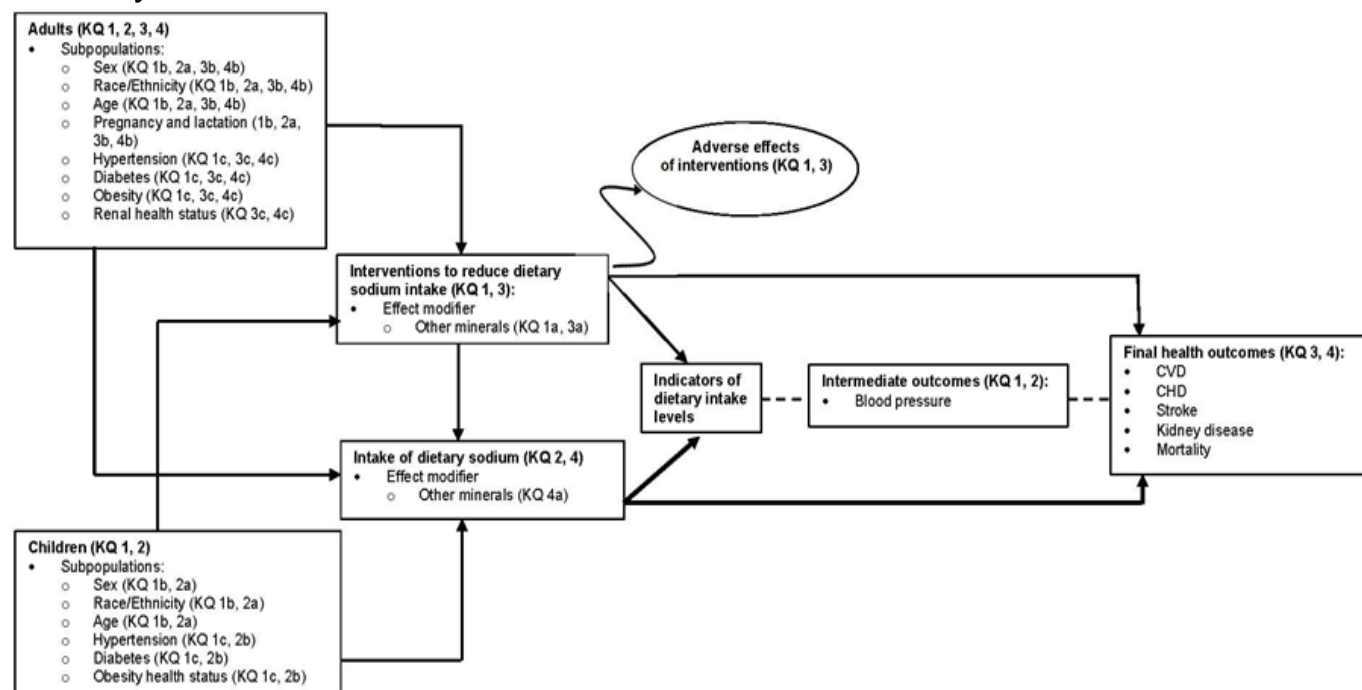 Adults (KQ 1, 2, 3, 4)
• Subpopulations:
o Sex (KQ 1b, 2a, 3b, 4b)
o Race/Ethnicity (KQ 1b, 2a, 3b, 4b)
o Age (KQ 1b, 2a, 3b, 4b)
o Pregnancy and lactation (1b, 2a,
3b, 4b)
o Hypertension (KQ 1c, 3c, 4c)
o Diabetes (KQ 1c, 3c, 4c)
o Obesity (KQ 1c, 3c, 4c)
o Renal health status (KQ 3c, 4c)
Adverse effects
of interventions (KQ 1, 3)
Interventions to reduce dietary
sodium intake (KQ 1, 3):
• Effect modifier
o Other minerals (KQ 1a, 3a)
Indicators of
dietary intake
levels
Intermediate outcomes (KQ 1, 2):
• Blood pressure
Final health outcomes (KQ 3, 4):
• CVD
• CHD
• Stroke
• Kidney disease
• Mortality
Intake of dietary sodium (KQ 2, 4)
• Effect modifier
o Other minerals (KQ 4a)
Children (KQ 1, 2)
• Subpopulations:
o Sex (KQ 1b, 2a)
o Race/Ethnicity (KQ 1b, 2a)
o Age (KQ 1b, 2a)
o Hypertension (KQ 1c, 2b)
o Diabetes (KQ 1c, 2b)
o Obesity health status (KQ 1c, 2b)